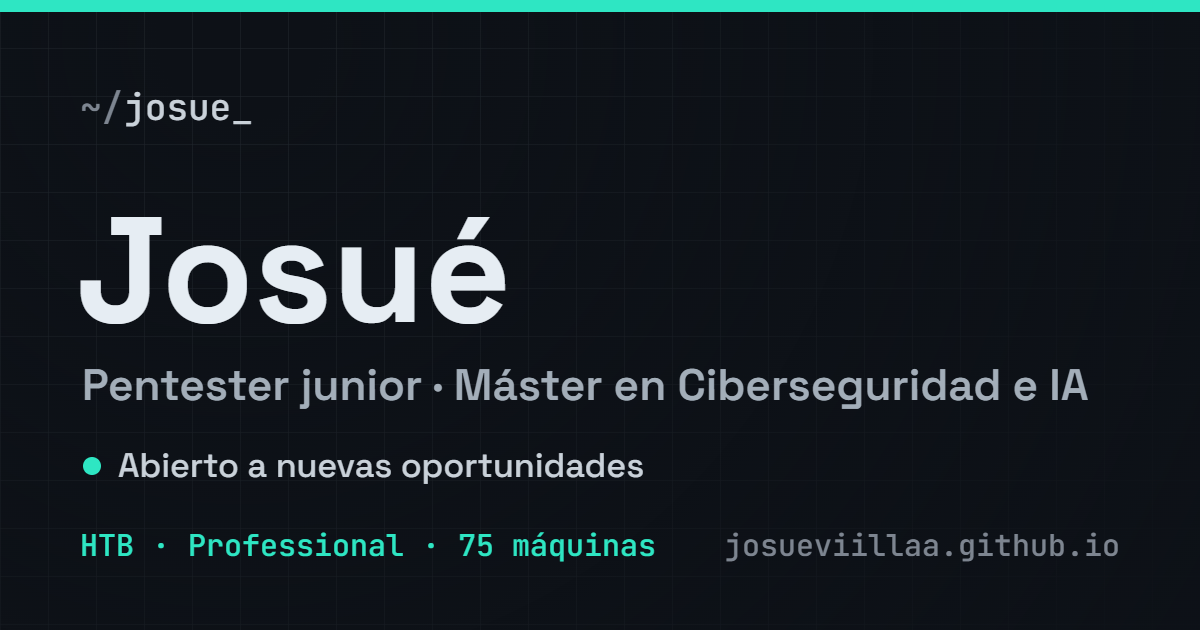 ~/josue_
Josué
Pentester junior · Máster en Ciberseguridad e IA
Abierto a nuevas oportunidades
HTB · Professional · 75 máquinas josueviillaa.github.io